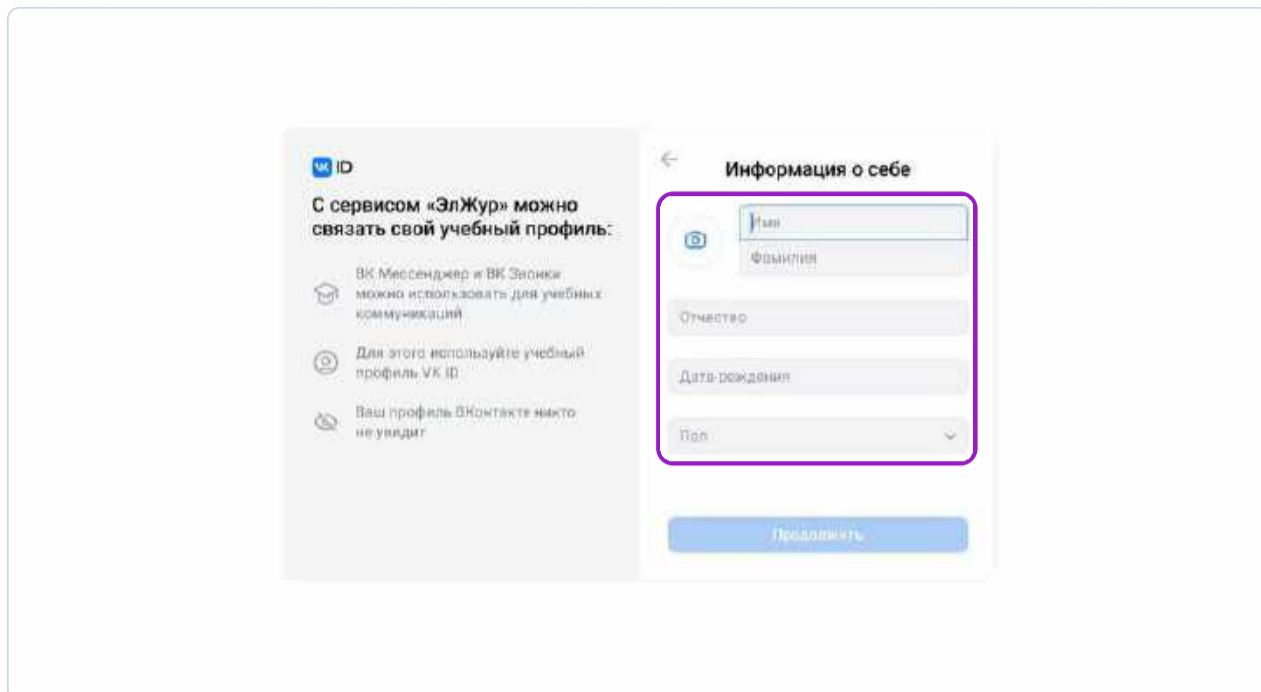 VK ID
С сервисом «ЭлЖур» можно
связать свой учебный профиль:
ВК Мессенджер и ВК Звонки
можно использовать для учебных
коммуникаций
Для этого используйте учебный
профиль VK ID
Ваш профиль ВКонтакте никто
не увидит
Информация о себе
Имя
Фамилия
Отчество
Дата рождения
Пол
Продолжить